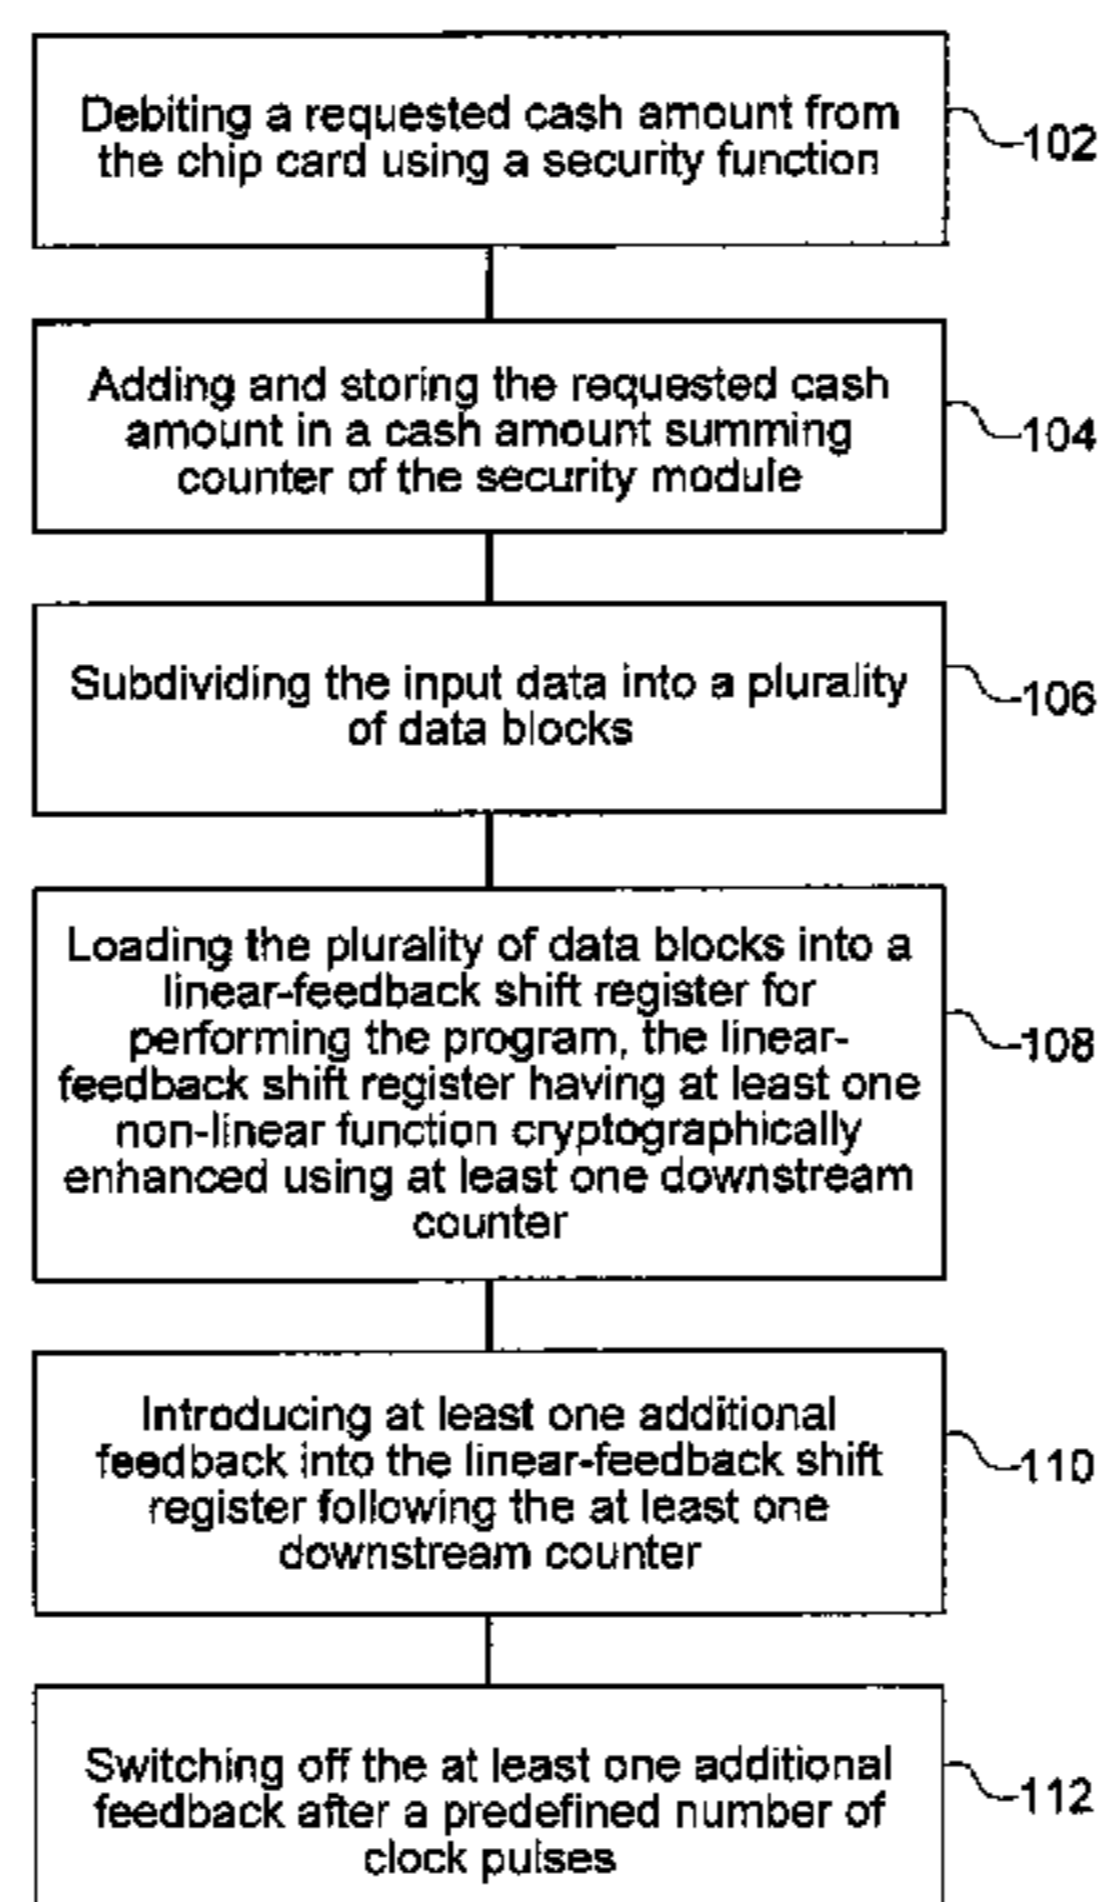 Debiting a requested cash amount from
the chip card using a security function
102
Adding and storing the requested cash
amount in a cash amount summing
counter of the security module
104
Subdividing the input data into a plurality
of data blocks
106
Loading the plurality of data blocks into a
linear-feedback shift register for
performing the program, the linear-
feedback shift register having at least one
non-linear function cryptographically
enhanced using at least one downstream
counter
108
Introducing at least one additional
feedback into the linear-feedback shift
register following the at least one
downstream counter
110
Switching off the at least one additional
feedback after a predefined number of
clock pulses
112